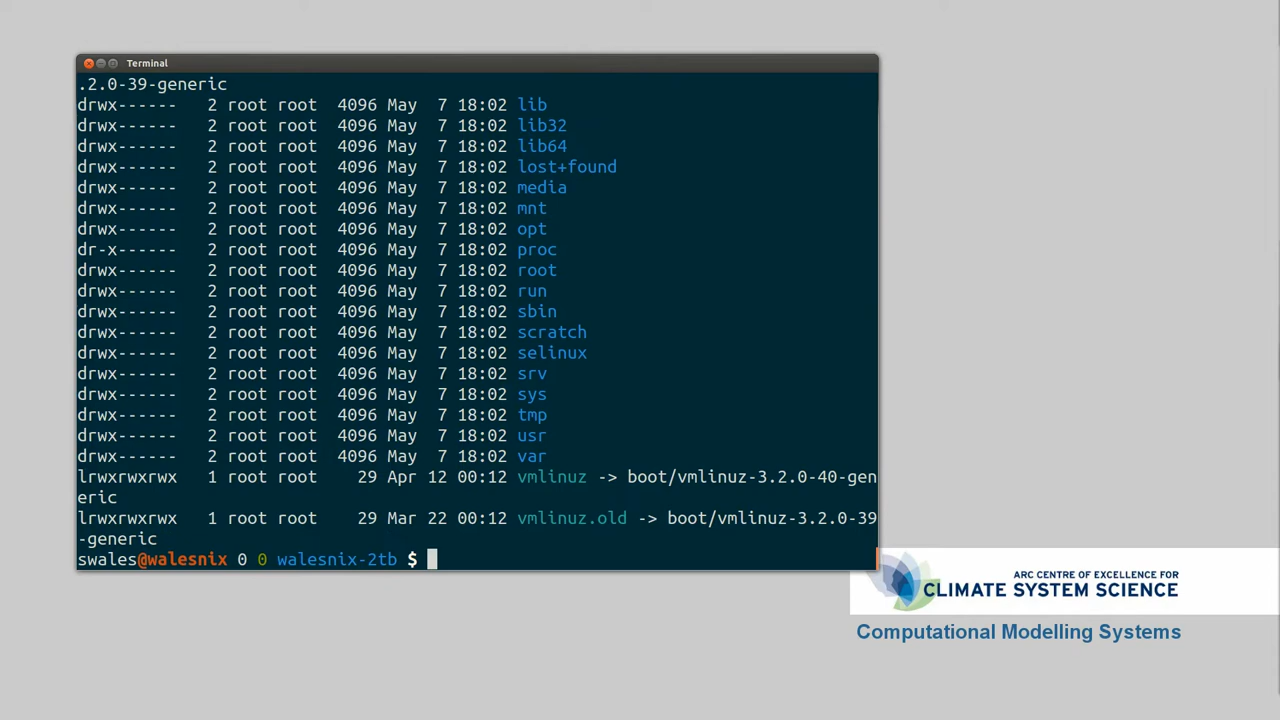 Terminal
.2.0-39-generic
drwx------ 2 root root 4096 May 7 18:02 lib
drwx------ 2 root root 4096 May 7 18:02 lib32
drwx------ 2 root root 4096 May 7 18:02 lib64
drwx------ 2 root root 4096 May 7 18:02 lost+found
drwx------ 2 root root 4096 May 7 18:02 media
drwx------ 2 root root 4096 May 7 18:02 mnt
drwx------ 2 root root 4096 May 7 18:02 opt
dr-x------ 2 root root 4096 May 7 18:02 proc
drwx------ 2 root root 4096 May 7 18:02 root
drwx------ 2 root root 4096 May 7 18:02 run
drwx------ 2 root root 4096 May 7 18:02 sbin
drwx------ 2 root root 4096 May 7 18:02 scratch
drwx------ 2 root root 4096 May 7 18:02 selinux
drwx------ 2 root root 4096 May 7 18:02 srv
drwx------ 2 root root 4096 May 7 18:02 sys
drwx------ 2 root root 4096 May 7 18:02 tmp
drwx------ 2 root root 4096 May 7 18:02 usr
drwx------ 2 root root 4096 May 7 18:02 var
lrwxrwxrwx 1 root root 29 Apr 12 00:12 vmlinuz -> boot/vmlinuz-3.2.0-40-gen
eric
lrwxrwxrwx 1 root root 29 Mar 22 00:12 vmlinuz.old -> boot/vmlinuz-3.2.0-39
-generic
swales@walesnix 0 0 walesnix-2tb $
ARC CENTRE OF EXCELLENCE FOR
CLIMATE SYSTEM SCIENCE
Computational Modelling Systems